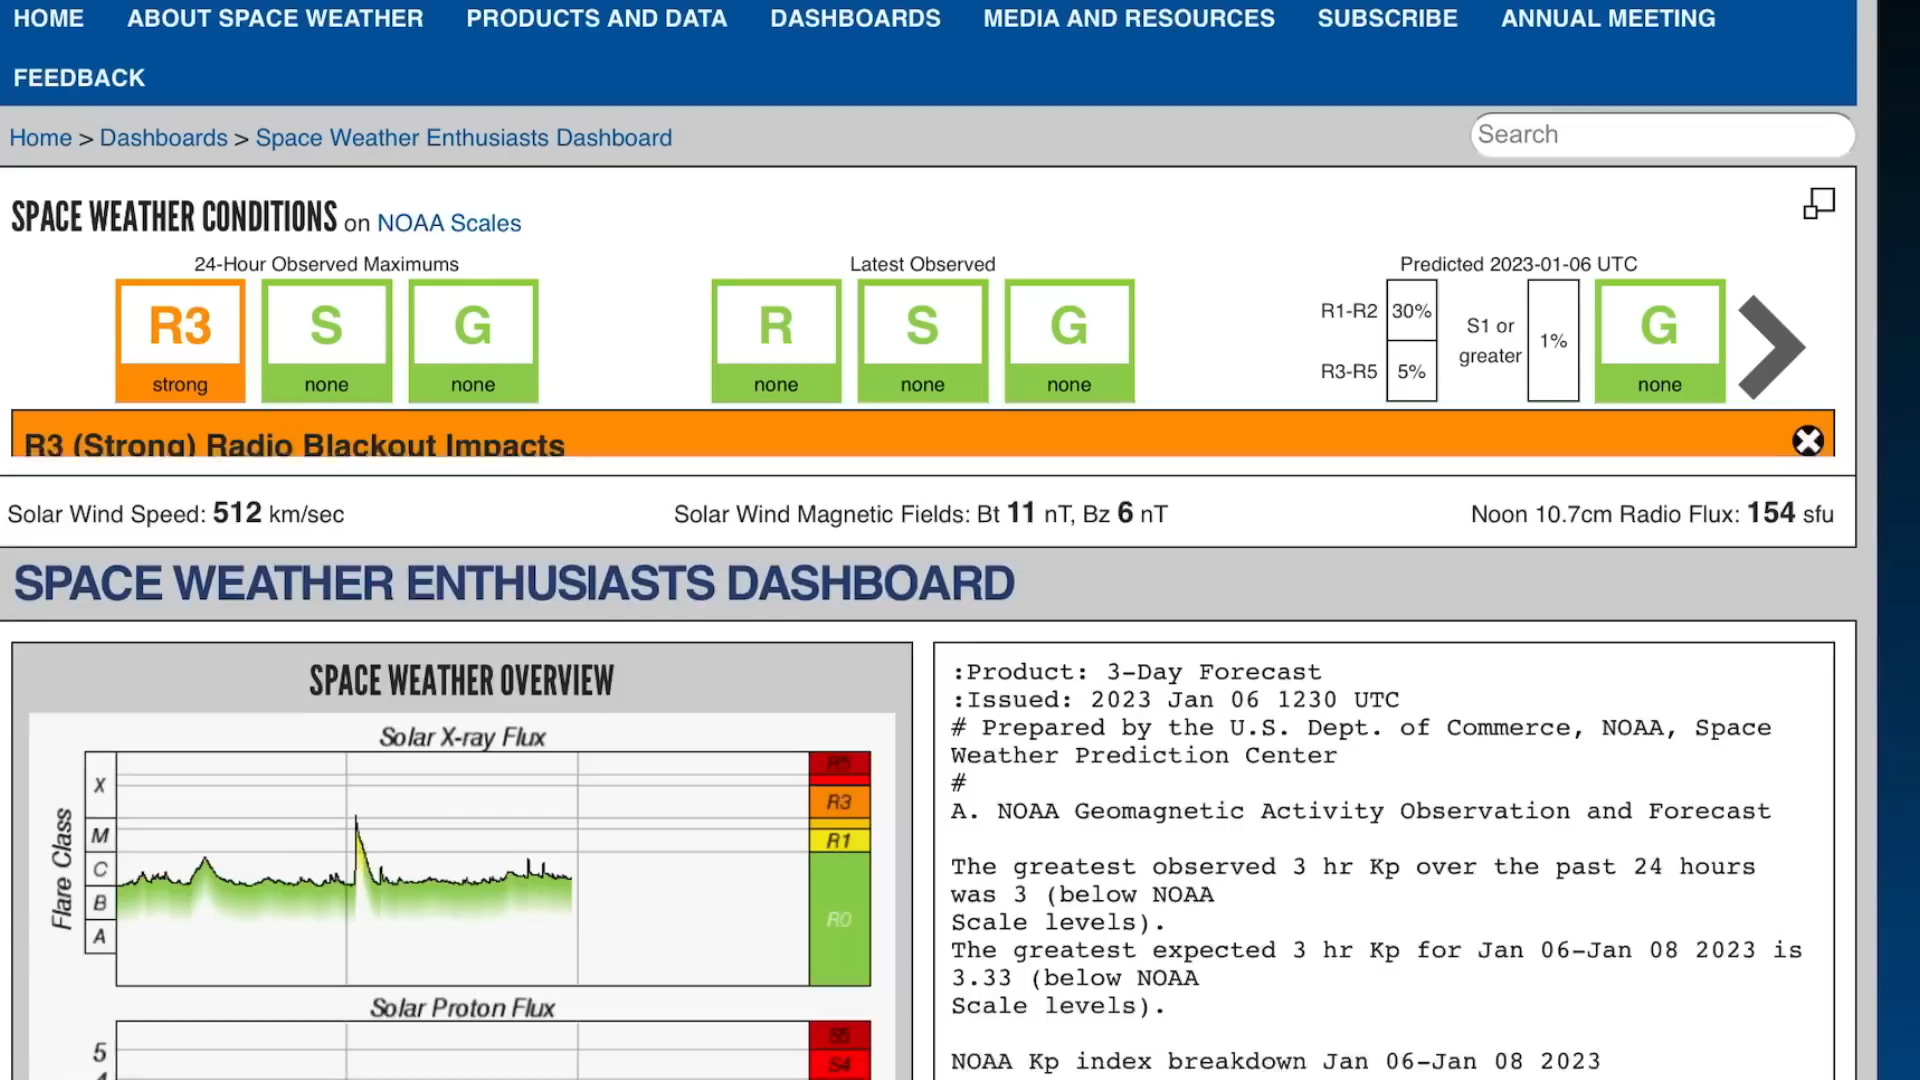 HOME ABOUT SPACE WEATHER PRODUCTS AND DATA DASHBOARDS MEDIA AND RESOURCES SUBSCRIBE ANNUAL MEETING
FEEDBACK
Home > Dashboards > Space Weather Enthusiasts Dashboard
Search
SPACE WEATHER CONDITIONS on NOAA Scales
24-Hour Observed Maximums
R3 S G
strong none none
Latest Observed
R S G
none none none
Predicted 2023-01-06 UTC
R1-R2 30%
R3-R5 5%
S1 or
greater
1%
G
none
R3 (Strong) Radio Blackout Impacts
Solar Wind Speed: 512 km/sec
Solar Wind Magnetic Fields: Bt 11 nT, Bz 6 nT
Noon 10.7cm Radio Flux: 154 sfu
SPACE WEATHER ENTHUSIASTS DASHBOARD
SPACE WEATHER OVERVIEW
Solar X-ray Flux
Flare Class
X
M
C
B
A
R5
R3
R1
R0
Solar Proton Flux
5
4
S5
S4
:Product: 3-Day Forecast
:Issued: 2023 Jan 06 1230 UTC
# Prepared by the U.S. Dept. of Commerce, NOAA, Space
Weather Prediction Center
#
A. NOAA Geomagnetic Activity Observation and Forecast
The greatest observed 3 hr Kp over the past 24 hours
was 3 (below NOAA
Scale levels).
The greatest expected 3 hr Kp for Jan 06-Jan 08 2023 is
3.33 (below NOAA
Scale levels).
NOAA Kp index breakdown Jan 06-Jan 08 2023